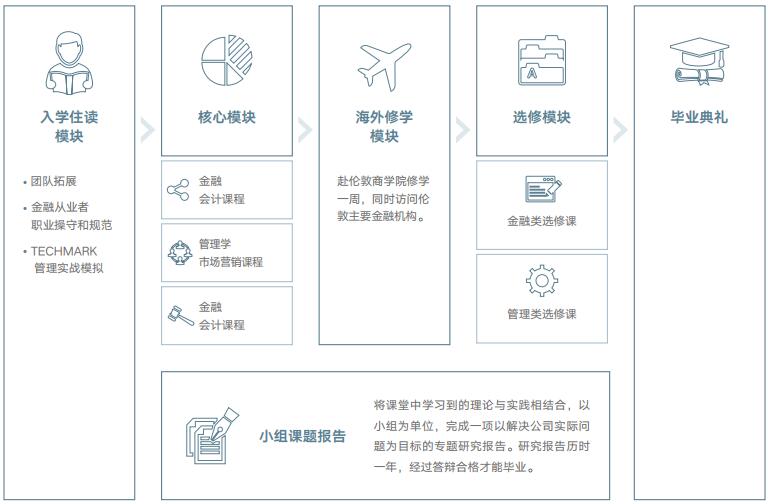 入学住读
模块
• 团队拓展
• 金融从业者
职业操守和规范
• TECHMARK
管理实战模拟
核心模块
金融
会计课程
管理学
市场营销课程
金融
会计课程
海外修学
模块
赴伦敦商学院修学
一周，同时访问伦
敦主要金融机构。
选修模块
A
金融类选修课
管理类选修课
毕业典礼
小组课题报告
将课堂中学习到的理论与实践相结合，以
小组为单位，完成一项以解决公司实际问
题为目标的专题研究报告。研究报告历时
一年，经过答辩合格才能毕业。